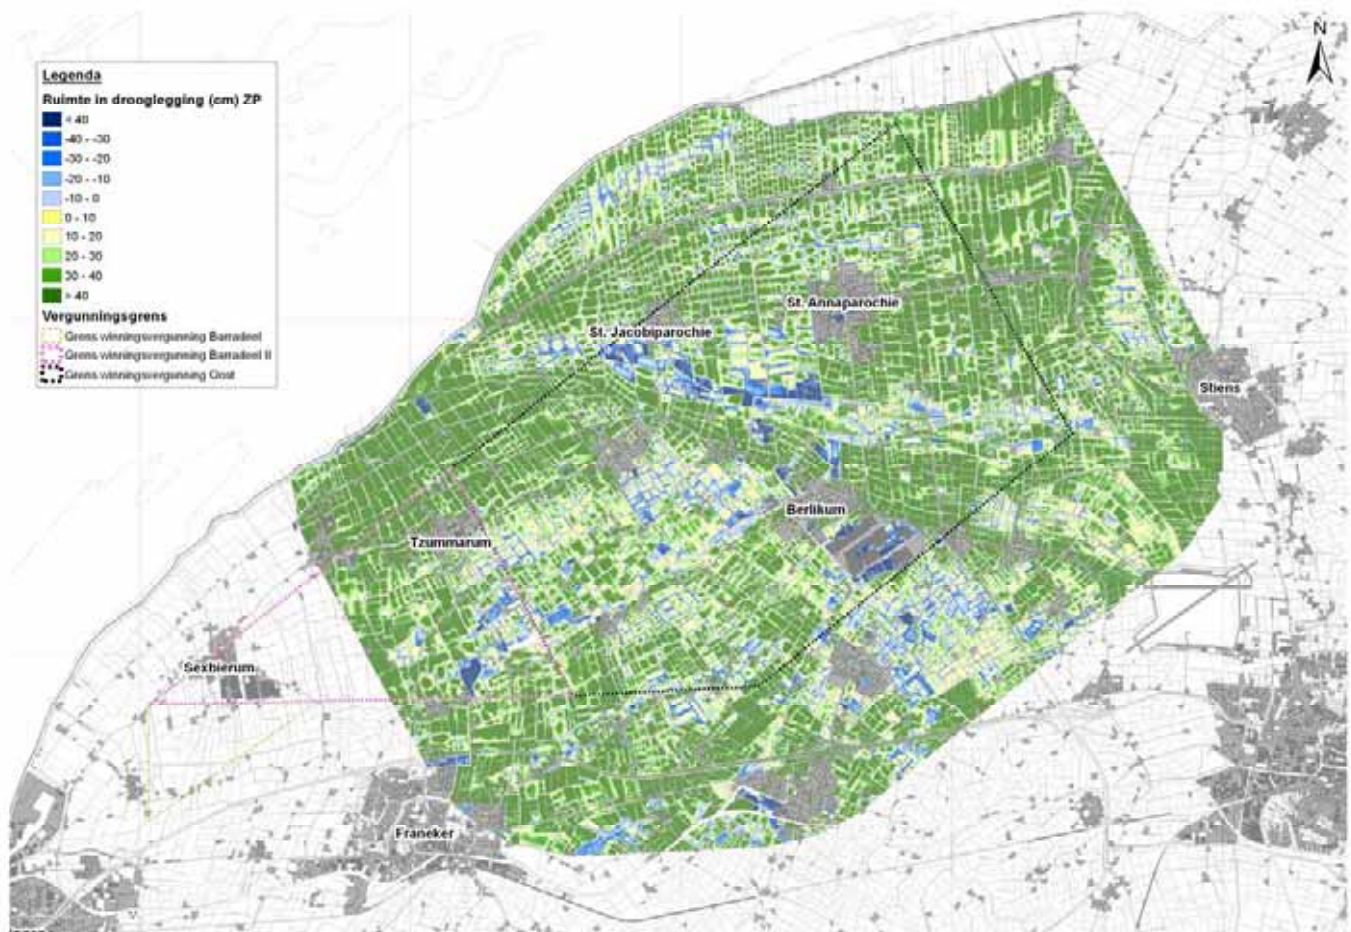 Legenda
Ruimte in drooglegging (cm) ZP
< 40
-40 - -30
-30 - -20
-20 - -10
-10 - 0
0 - 10
10 - 20
20 - 30
30 - 40
> 40
Vergunningsgrens
Grens winningsvergunning Barradeel
Grens winningsvergunning Barradeel II
Grens winningsvergunning Oost
N
St. Annaparochie
St. Jacobiparochie
Stiens
Berlikum
Tzummarum
Sexbierum
Franeker